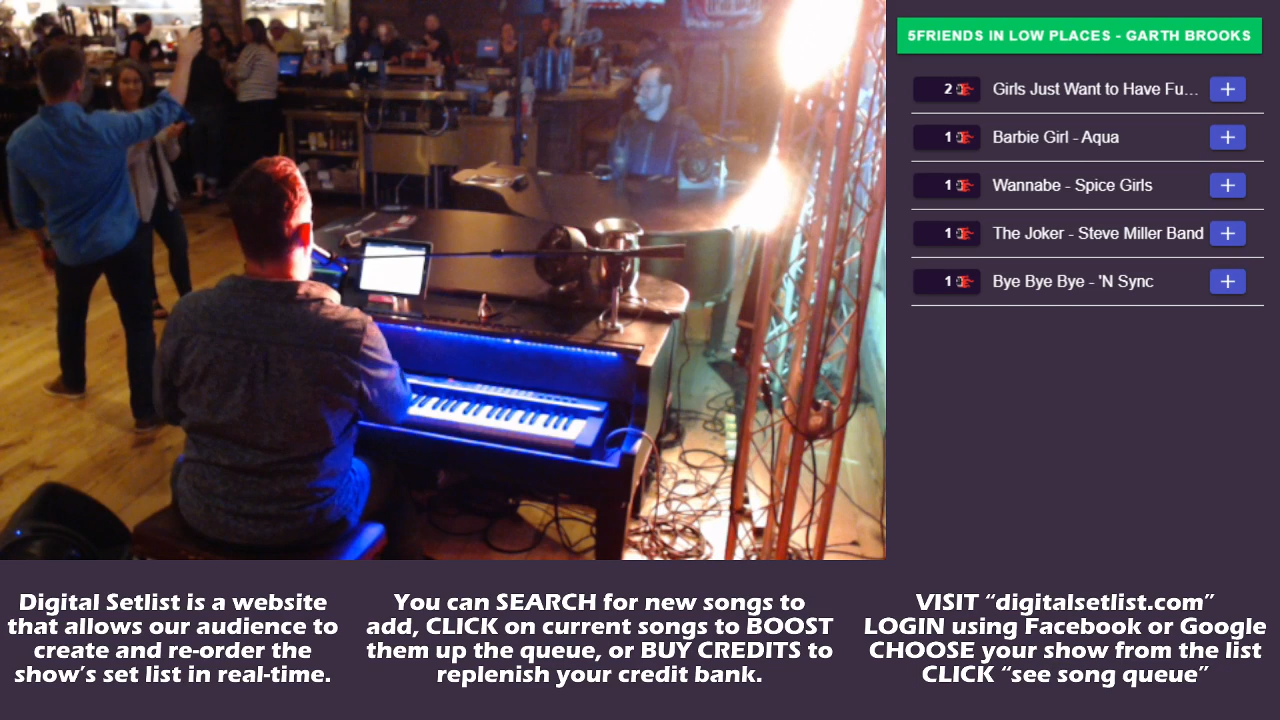 5FRIENDS IN LOW PLACES - GARTH BROOKS
2 Girls Just Want to Have Fu...
1 Barbie Girl - Aqua
1 Wannabe - Spice Girls
1 The Joker - Steve Miller Band
1 Bye Bye Bye - 'N Sync
Digital Setlist is a website
that allows our audience to
create and re-order the
show's set list in real-time.
You can SEARCH for new songs to
add, CLICK on current songs to BOOST
them up the queue, or BUY CREDITS to
replenish your credit bank.
VISIT “digitalsetlist.com”
LOGIN using Facebook or Google
CHOOSE your show from the list
CLICK “see song queue”